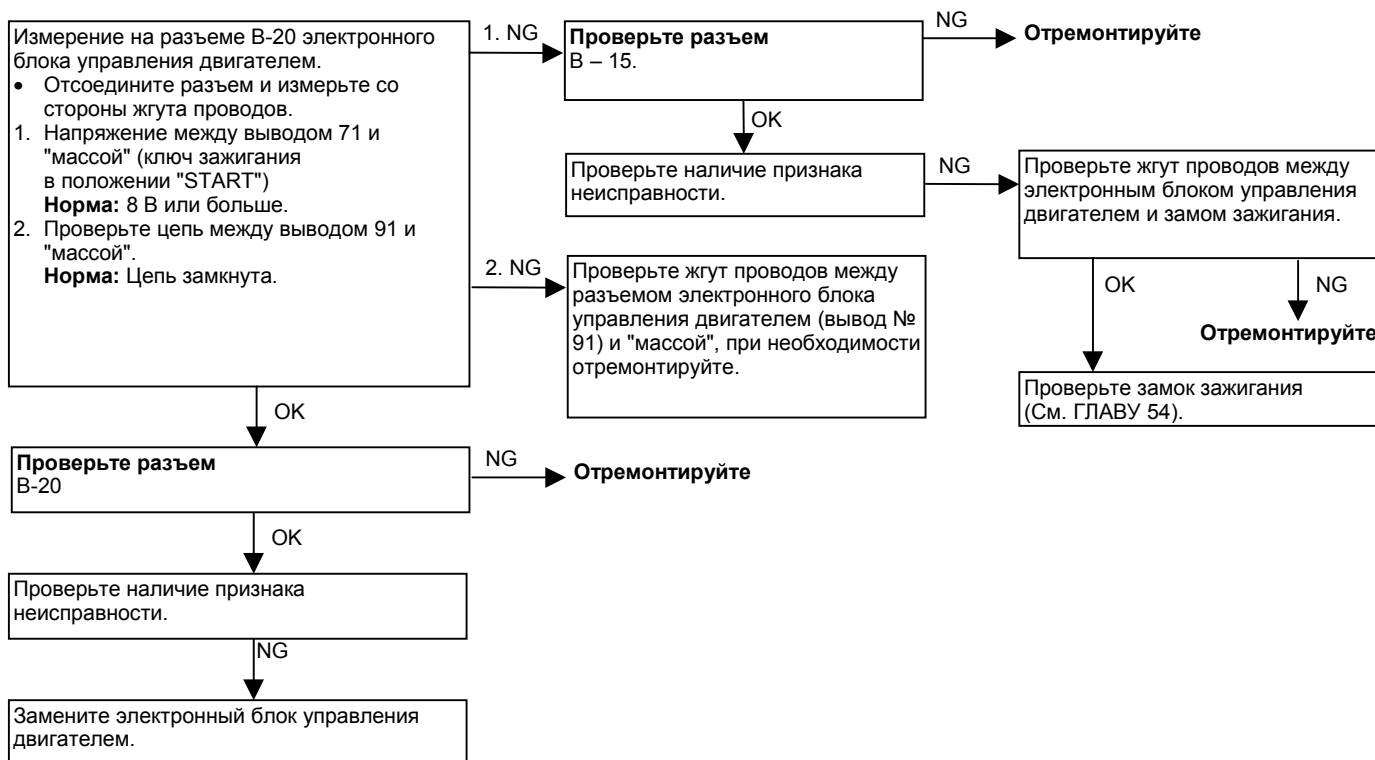 Измерение на разъеме B-20 электронного
блока управления двигателем.
• Отсоедините разъем и измерьте со
стороны жгута проводов.
1. Напряжение между выводом 71 и
"массой" (ключ зажигания
в положении "START")
Норма: 8 В или больше.
2. Проверьте цепь между выводом 91 и
"массой".
Норма: Цепь замкнута.
1. NG
Проверьте разъем
B – 15.
NG
Отремонтируйте
OK
Проверьте наличие признака
неисправности.
NG
Проверьте жгут проводов между
электронным блоком управления
двигателем и замом зажигания.
OK
NG
Отремонтируйте
Проверьте замок зажигания
(См. ГЛАВУ 54).
2. NG
Проверьте жгут проводов между
разъемом электронного блока
управления двигателем (вывод №
91) и "массой", при необходимости
отремонтируйте.
OK
Проверьте разъем
B-20
NG
Отремонтируйте
OK
Проверьте наличие признака
неисправности.
NG
Замените электронный блок управления
двигателем.